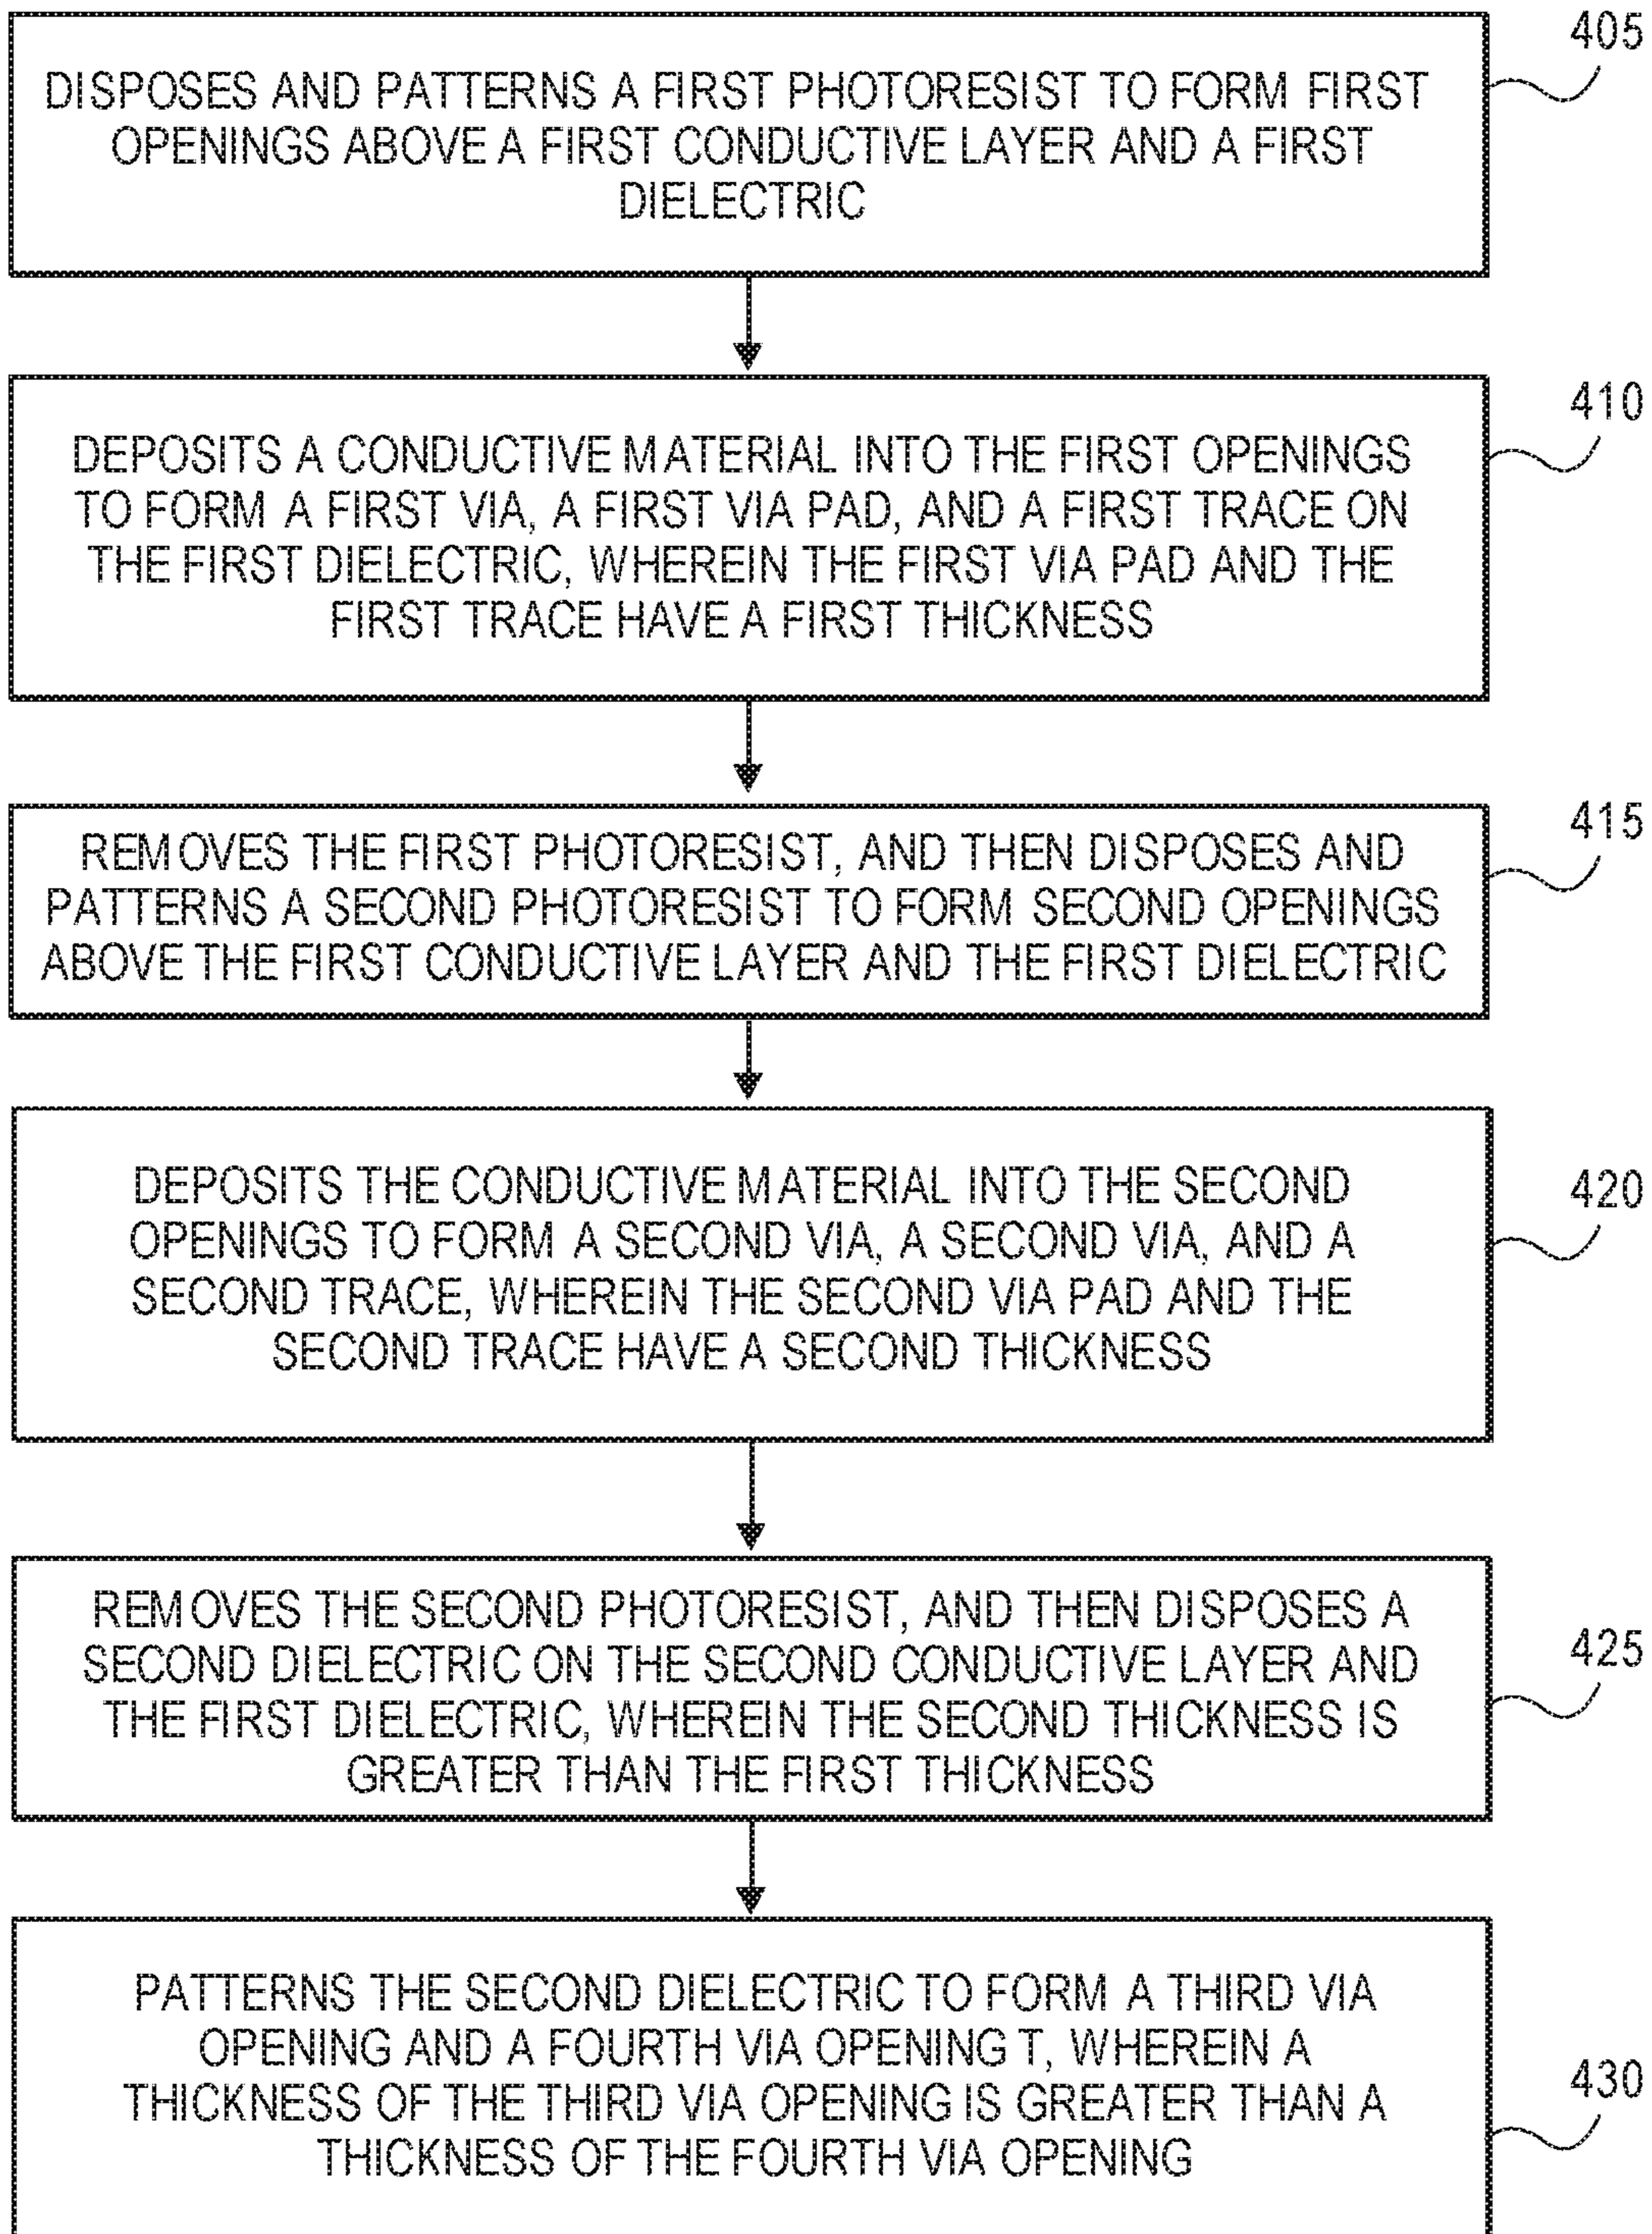 405
DISPOSES AND PATTERNS A FIRST PHOTORESIST TO FORM FIRST
OPENINGS ABOVE A FIRST CONDUCTIVE LAYER AND A FIRST
DIELECTRIC
410
DEPOSITS A CONDUCTIVE MATERIAL INTO THE FIRST OPENINGS
TO FORM A FIRST VIA, A FIRST VIA PAD, AND A FIRST TRACE ON
THE FIRST DIELECTRIC, WHEREIN THE FIRST VIA PAD AND THE
FIRST TRACE HAVE A FIRST THICKNESS
415
REMOVES THE FIRST PHOTORESIST, AND THEN DISPOSES AND
PATTERNS A SECOND PHOTORESIST TO FORM SECOND OPENINGS
ABOVE THE FIRST CONDUCTIVE LAYER AND THE FIRST DIELECTRIC
420
DEPOSITS THE CONDUCTIVE MATERIAL INTO THE SECOND
OPENINGS TO FORM A SECOND VIA, A SECOND VIA, AND A
SECOND TRACE, WHEREIN THE SECOND VIA PAD AND THE
SECOND TRACE HAVE A SECOND THICKNESS
425
REMOVES THE SECOND PHOTORESIST, AND THEN DISPOSES A
SECOND DIELECTRIC ON THE SECOND CONDUCTIVE LAYER AND
THE FIRST DIELECTRIC, WHEREIN THE SECOND THICKNESS IS
GREATER THAN THE FIRST THICKNESS
430
PATTERNS THE SECOND DIELECTRIC TO FORM A THIRD VIA
OPENING AND A FOURTH VIA OPENING T, WHEREIN A
THICKNESS OF THE THIRD VIA OPENING IS GREATER THAN A
THICKNESS OF THE FOURTH VIA OPENING